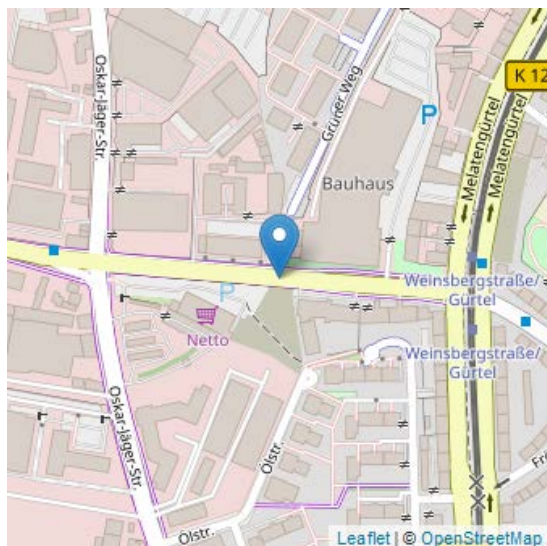 K 12
Oskar-Jäger-Str.
Grüner Weg
P
Melatengürtel
Melatengürtel
Bauhaus
Weinsbergstraße/
Gürtel
P
Netto
Weinsbergstraße/
Gürtel
Oskar-Jäger-Str.
Ölstr.
Ölstr.
Fr
Leaflet | © OpenStreetMap